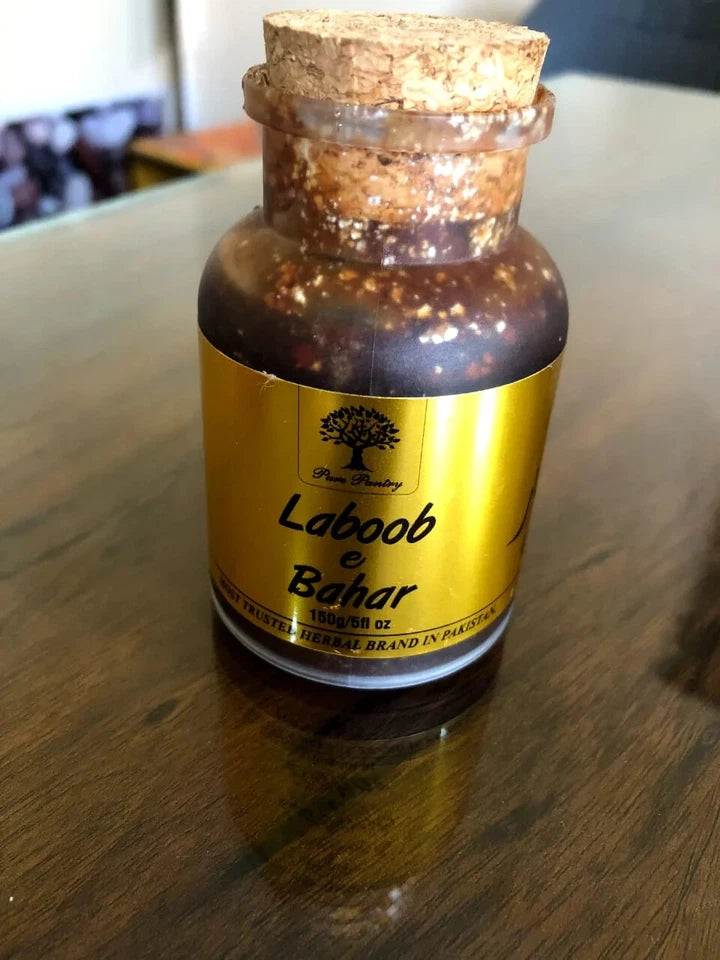 Pure Pantry
Laboob
e
Bahar
150g/5fl oz
MOST TRUSTED HERBAL BRAND IN PAKISTAN